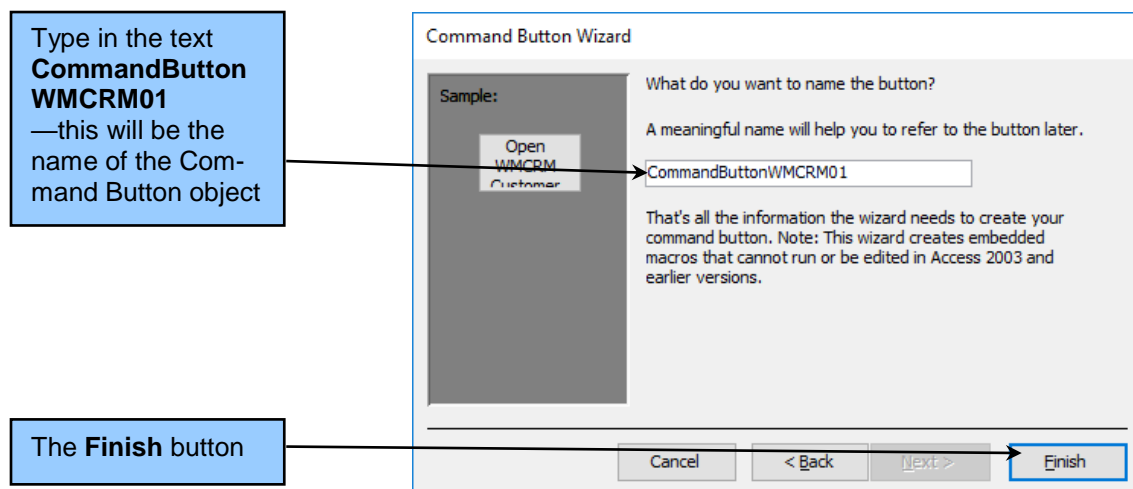 Type in the text
CommandButton
WMCRM01
—this will be the
name of the Com-
mand Button object
Command Button Wizard
Sample:
Open
WMCRM
Customer
What do you want to name the button?
A meaningful name will help you to refer to the button later.
CommandButtonWMCRM01
That's all the information the wizard needs to create your
command button. Note: This wizard creates embedded
macros that cannot run or be edited in Access 2003 and
earlier versions.
The Finish button
Cancel
< Back
Next >
Finish